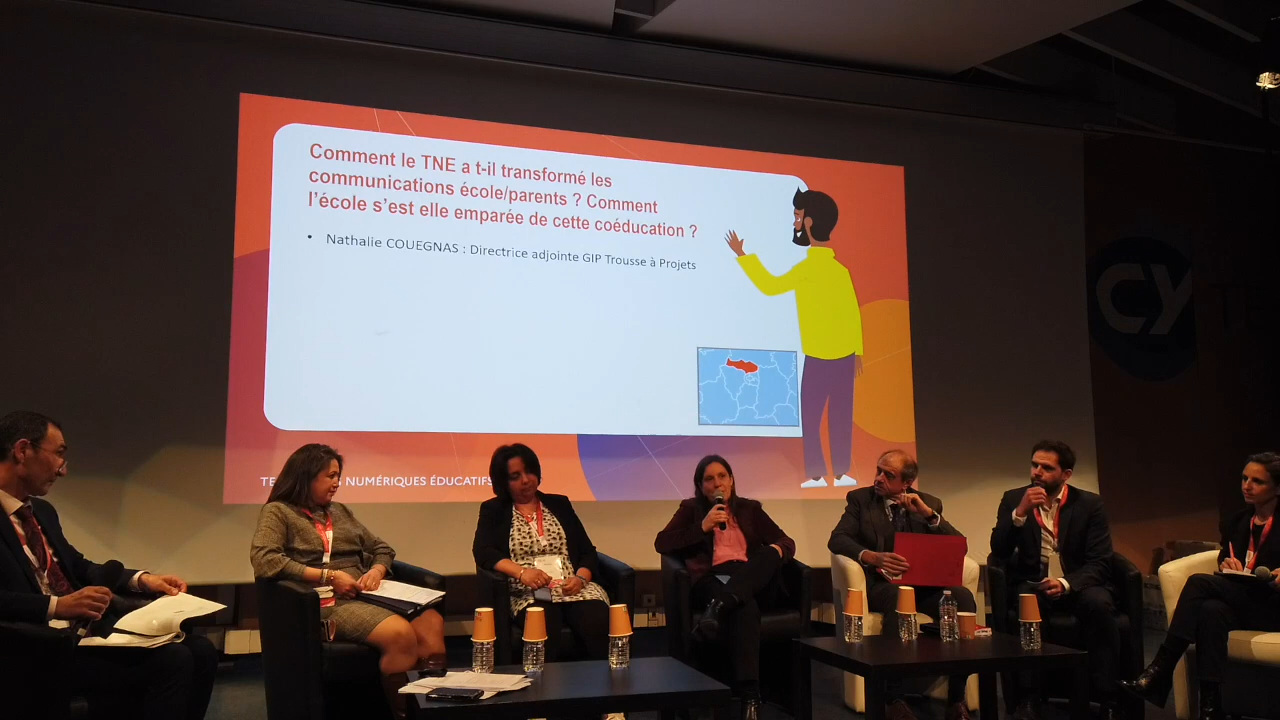 Comment le TNE a t-il transformé les
communications école/parents ? Comment
l'école s'est elle emparée de cette coéducation ?
• Nathalie COUEGNAS : Directrice adjointe GIP Trousse à Projets
NUMÉRIQUES ÉDUCATIFS
CY